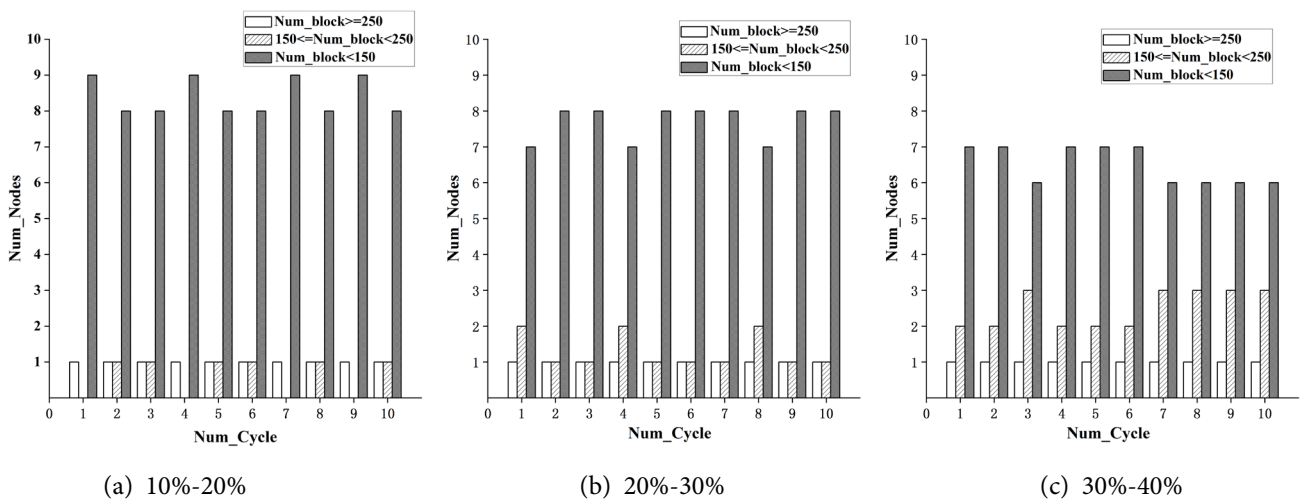 Num_block>=250
150<=Num_block<250
Num_block<150
10
9
8
7
6
5
4
3
2
1
Num_Nodes
0 1 2 3 4 5 6 7 8 9 10
Num_Cycle
(a) 10%-20%
Num_block>=250
150<=Num_block<250
Num_block<150
10
9
8
7
6
5
4
3
2
1
Num_Nodes
0 1 2 3 4 5 6 7 8 9 10
Num_Cycle
(b) 20%-30%
Num_block>=250
150<=Num_block<250
Num_block<150
10
9
8
7
6
5
4
3
2
1
Num_Nodes
0 1 2 3 4 5 6 7 8 9 10
Num_Cycle
(c) 30%-40%